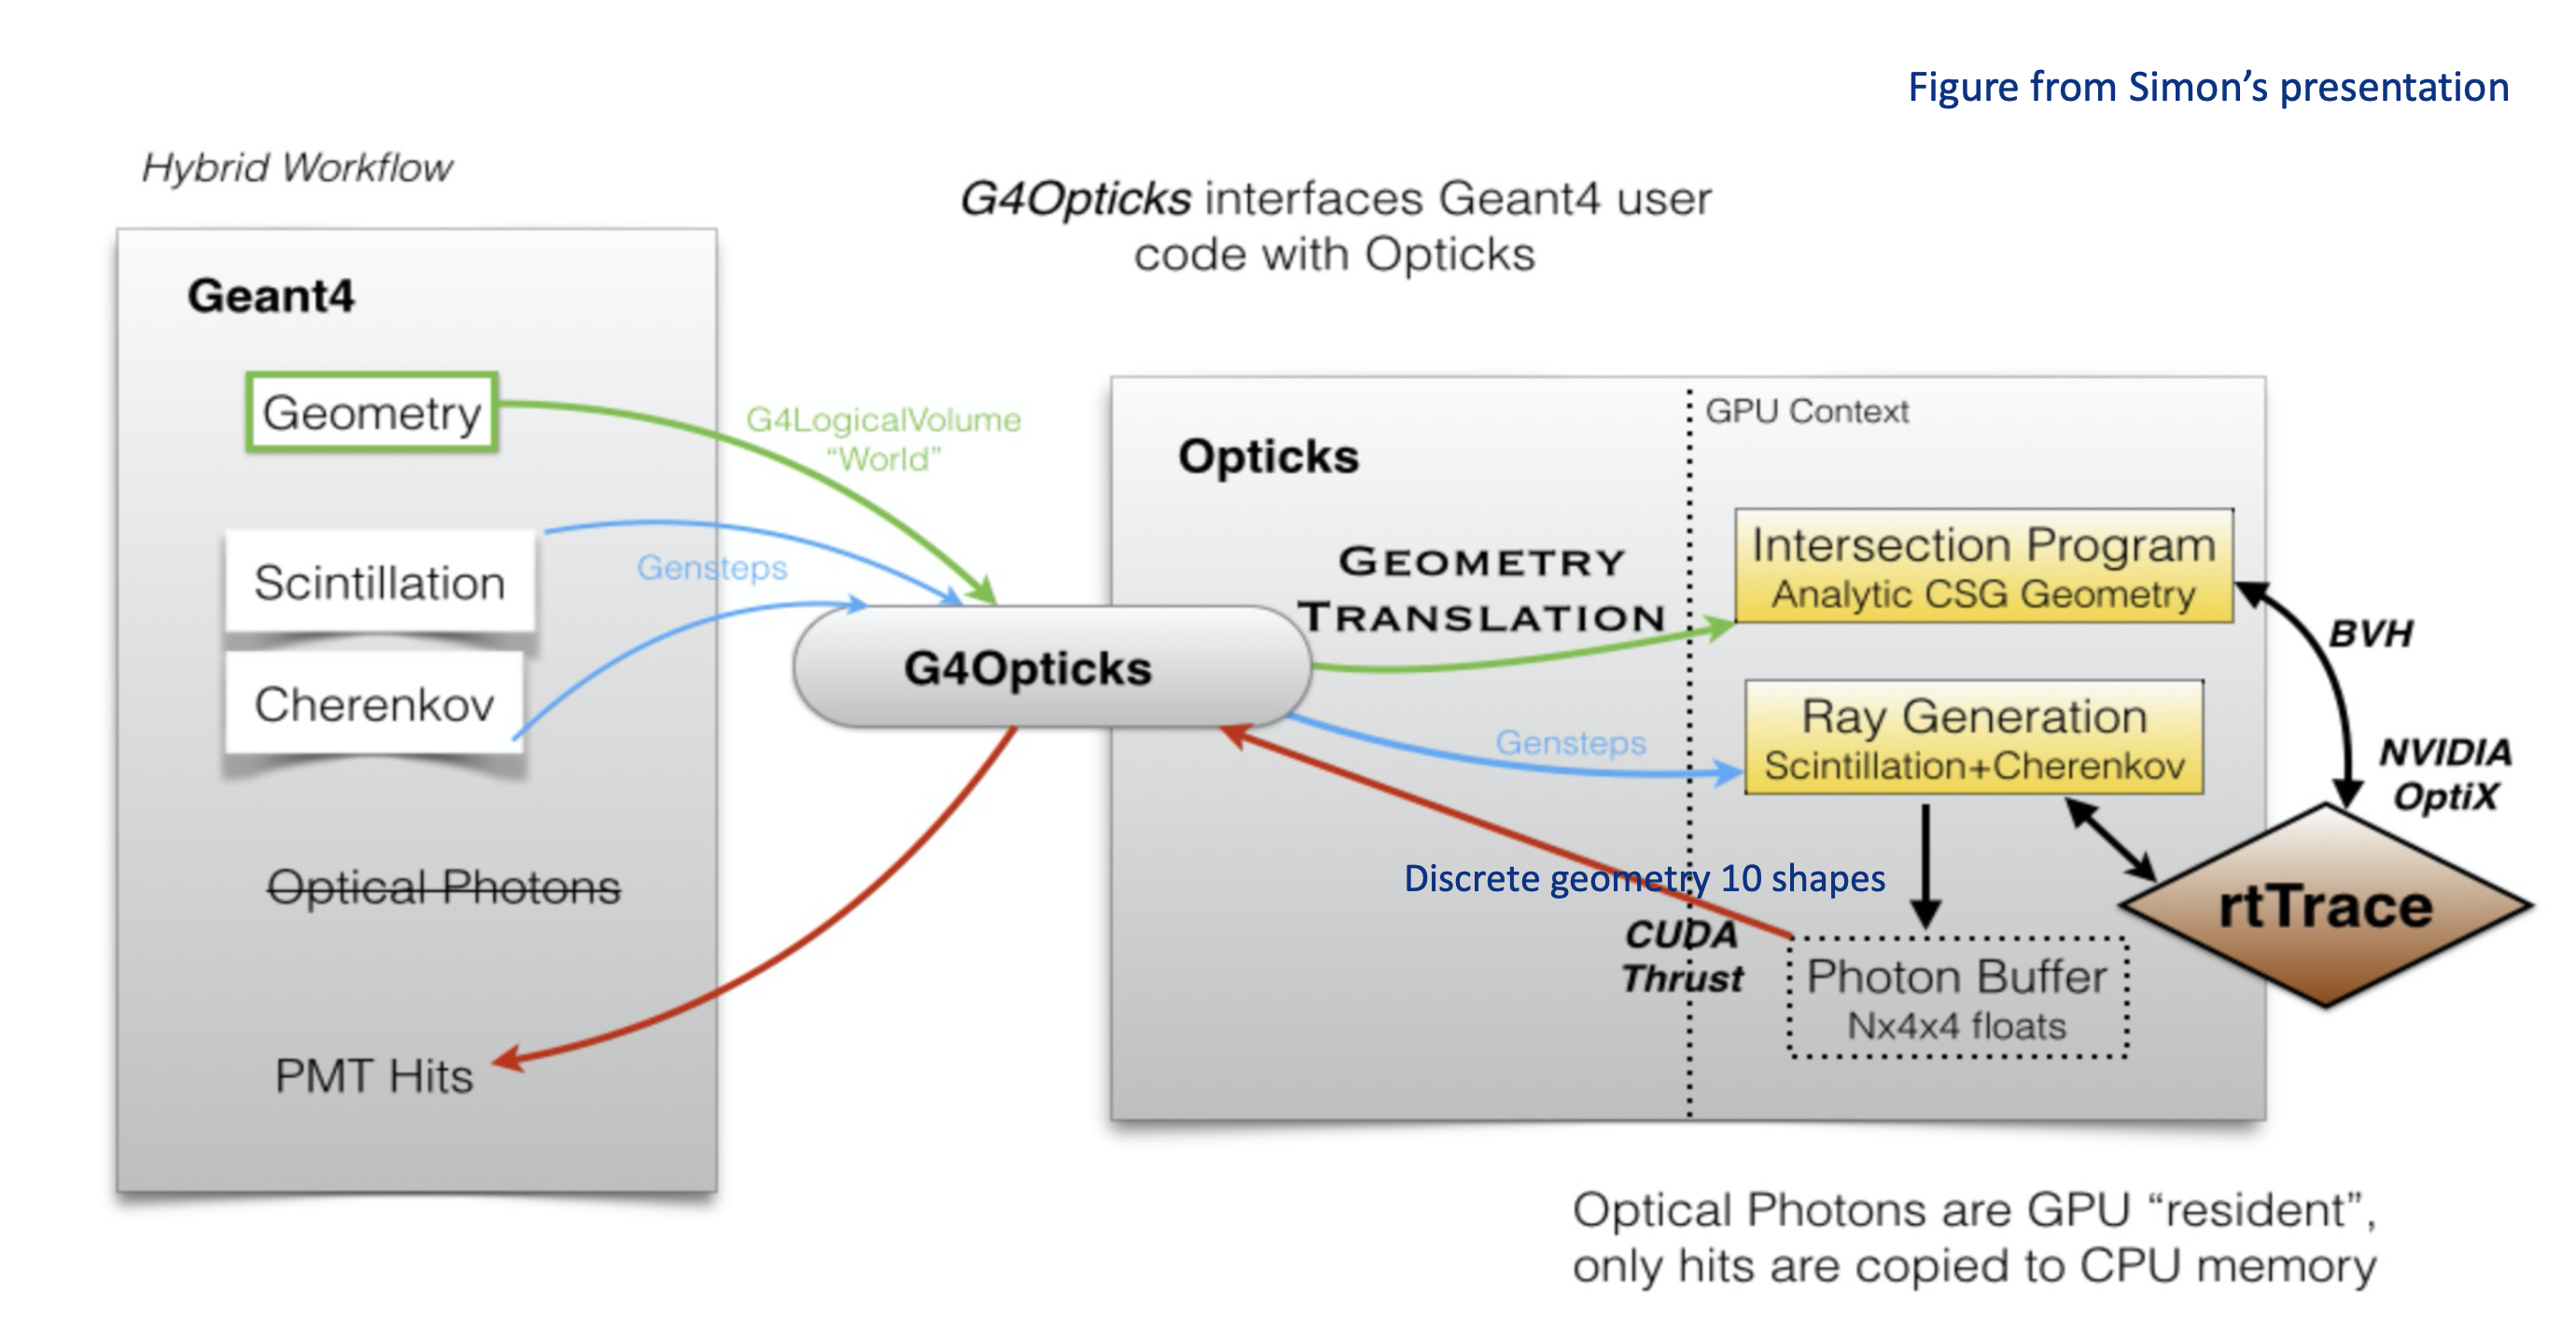 Figure from Simon’s presentation
Hybrid Workflow
G4Opticks interfaces Geant4 user
code with Opticks
Geant4
Geometry
Scintillation
Cherenkov
Optical Photons
PMT Hits
G4LogicalVolume
“World”
Gensteps
G4Opticks
Opticks
GPU Context
GEOMETRY
TRANSLATION
Intersection Program
Analytic CSG Geometry
BVH
Ray Generation
Scintillation+Cherenkov
Gensteps
NVIDIA
OptiX
Discrete geometry 10 shapes
rtTrace
CUDA
Thrust
Photon Buffer
Nx4x4 floats
Optical Photons are GPU “resident”,
only hits are copied to CPU memory